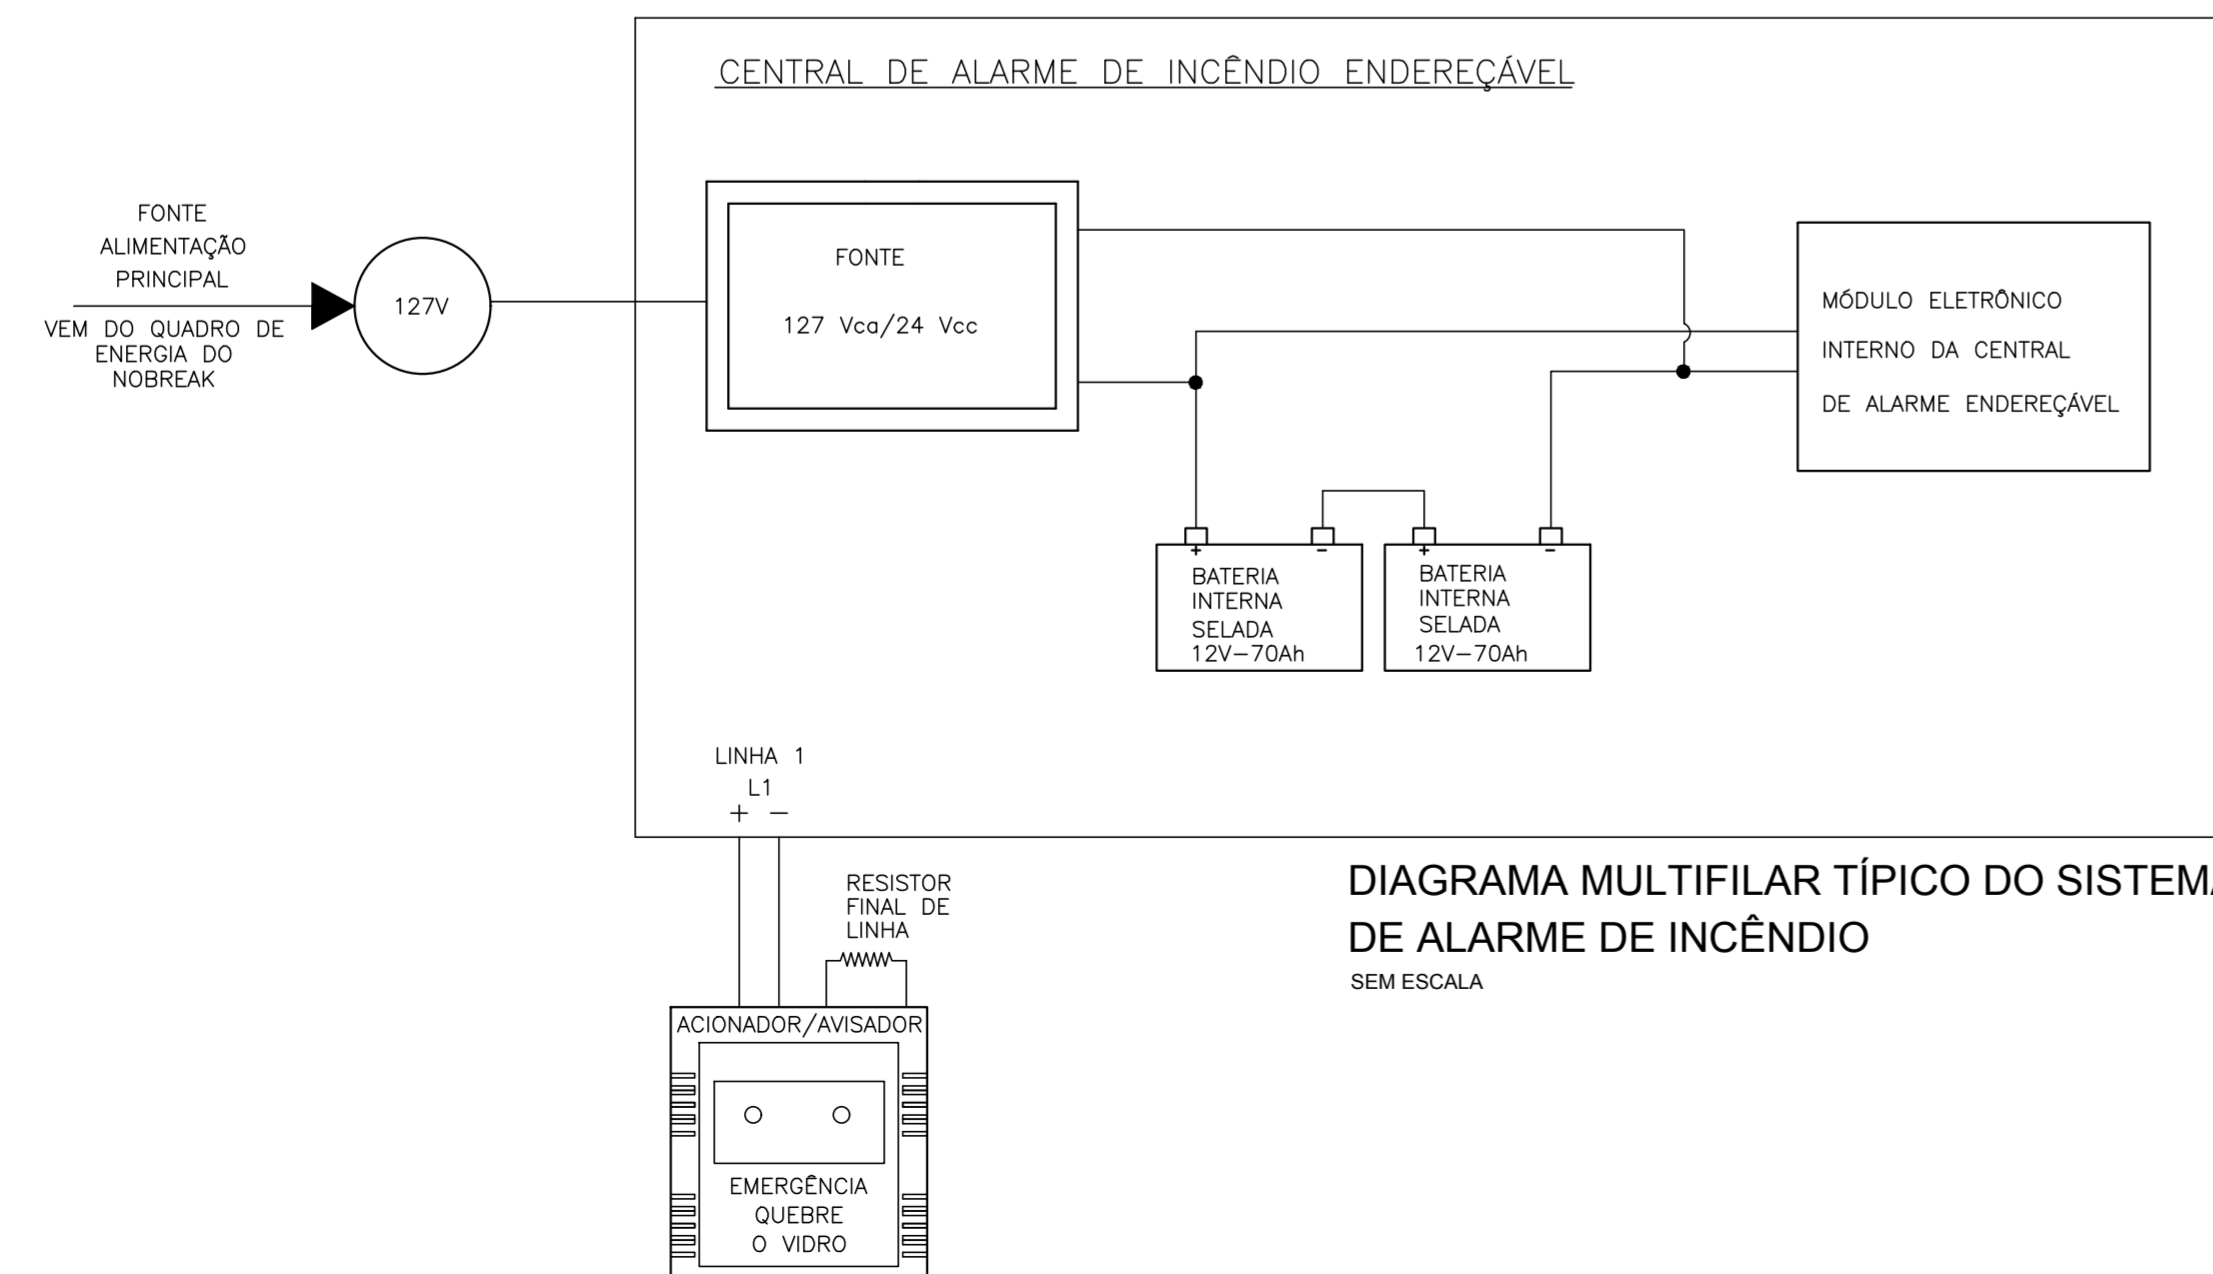 CENTRAL DE ALARME DE INCÊNDIO ENDEREÇÁVEL
FONTE
ALIMENTAÇÃO
PRINCIPAL
VEM DO QUADRO DE
ENERGIA DO
NOBREAK
127V
FONTE
127 Vca/24 Vcc
MÓDULO ELETRÔNICO
INTERNO DA CENTRAL
DE ALARME ENDEREÇÁVEL
+ -
BATERIA
INTERNA
SELADA
12V-70Ah
+ -
BATERIA
INTERNA
SELADA
12V-70Ah
LINHA 1
L1
+ -
RESISTOR
FINAL DE
LINHA
ACIONADOR/AVISADOR
EMERGÊNCIA
QUEBRE
O VIDRO
DIAGRAMA MULTIFILAR TÍPICO DO SISTEMA
DE ALARME DE INCÊNDIO
SEM ESCALA